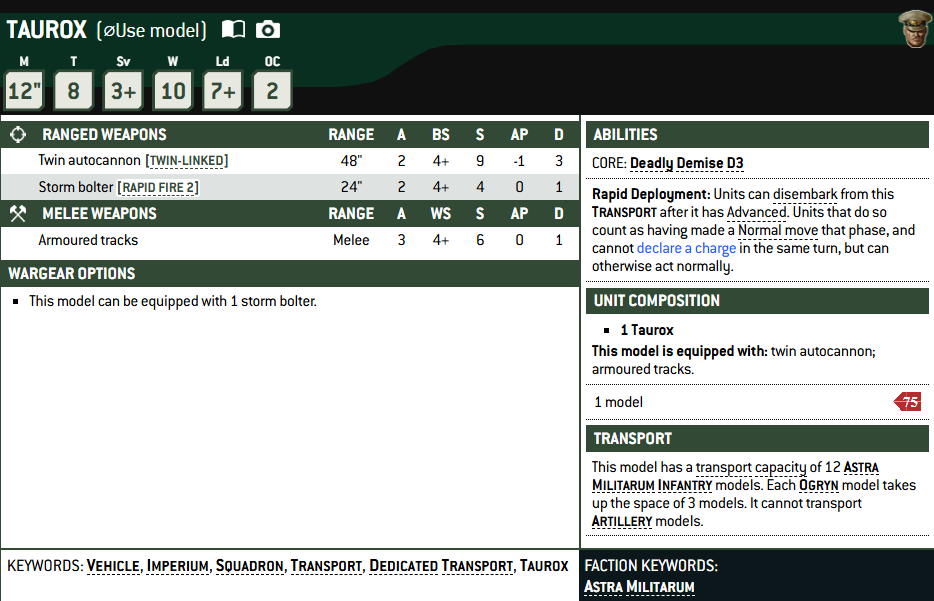 TAUROX (⌀Use model)
M T Sv W Ld OC
12" 8 3+ 10 7+ 2
RANGED WEAPONS RANGE A BS S AP D
Twin autocannon [TWIN-LINKED] 48" 2 4+ 9 -1 3
Storm bolter [RAPID FIRE 2] 24" 2 4+ 4 0 1
MELEE WEAPONS RANGE A WS S AP D
Armoured tracks Melee 3 4+ 6 0 1
WARGEAR OPTIONS
▪ This model can be equipped with 1 storm bolter.
ABILITIES
CORE: Deadly Demise D3
Rapid Deployment: Units can disembark from this
TRANSPORT after it has Advanced. Units that do so
count as having made a Normal move that phase, and
cannot declare a charge in the same turn, but can
otherwise act normally.
UNIT COMPOSITION
▪ 1 Taurox
This model is equipped with: twin autocannon;
armoured tracks.
1 model 75
TRANSPORT
This model has a transport capacity of 12 ASTRA
MILITARUM INFANTRY models. Each OGRYN model takes
up the space of 3 models. It cannot transport
ARTILLERY models.
KEYWORDS: VEHICLE, IMPERIUM, SQUADRON, TRANSPORT, DEDICATED TRANSPORT, TAUROX
FACTION KEYWORDS:
ASTRA MILITARUM